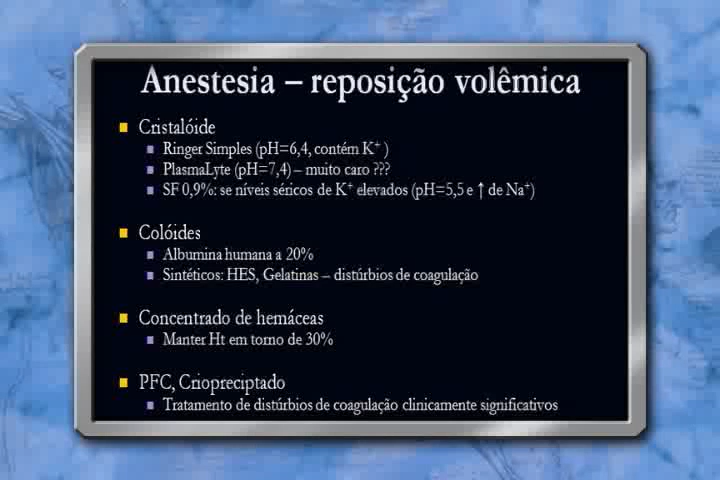 Anestesia – reposição volêmica
Cristalóide
Ringer Simples (pH=6,4, contém K⁺ )
PlasmaLyte (pH=7,4) – muito caro ???
SF 0,9%: se níveis séricos de K⁺ elevados (pH=5,5 e ↑ de Na⁺)
Colóides
Albumina humana a 20%
Sintéticos: HES, Gelatinas – distúrbios de coagulação
Concentrado de hemáceas
Manter Ht em torno de 30%
PFC, Criopreciptado
Tratamento de distúrbios de coagulação clinicamente significativos